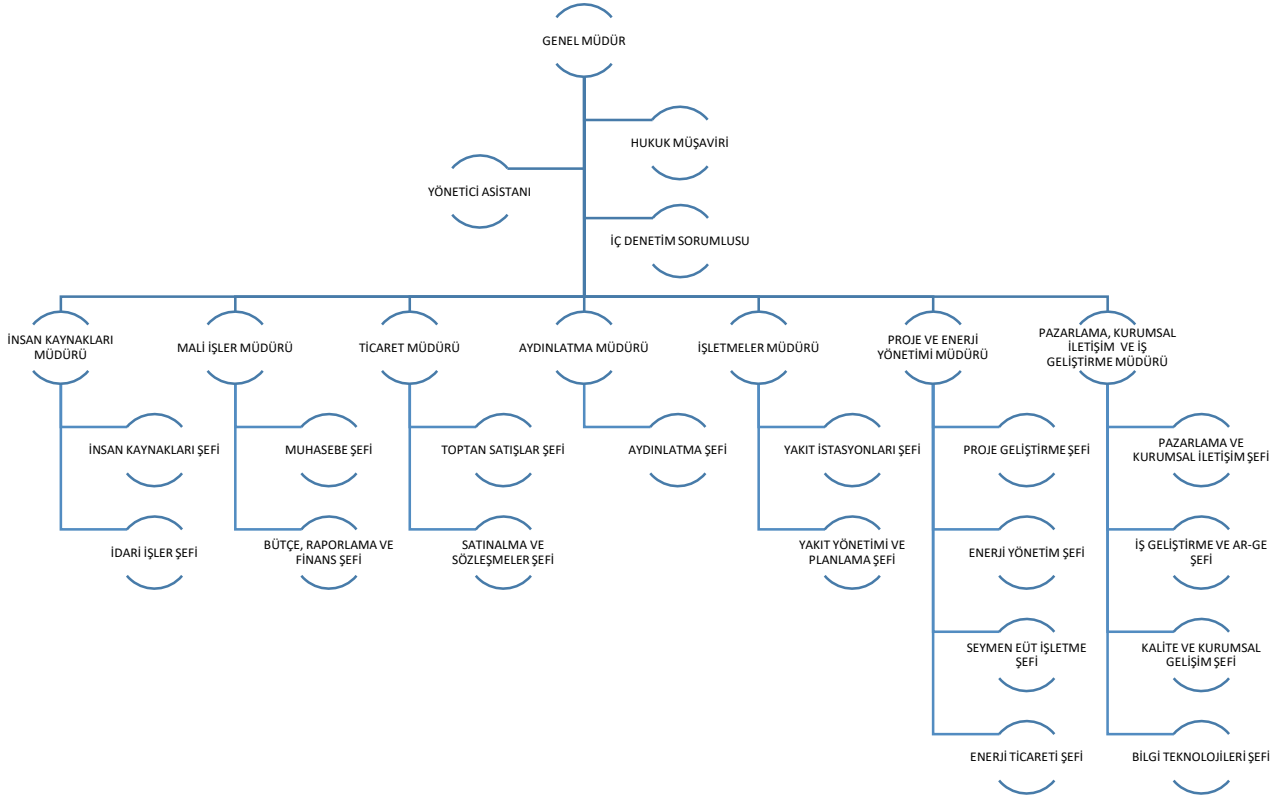 GENEL MÜDÜR
HUKUK MÜŞAVİRİ
YÖNETİCİ ASİSTANI
İÇ DENETİM SORUMLUSU
İNSAN KAYNAKLARI
MÜDÜRÜ
MALİ İŞLER MÜDÜRÜ
TİCARET MÜDÜRÜ
AYDINLATMA MÜDÜRÜ
İŞLETMELER MÜDÜRÜ
PROJE VE ENERJİ
YÖNETİMİ MÜDÜRÜ
PAZARLAMA, KURUMSAL
İLETİŞİM VE İŞ
GELİŞTİRME MÜDÜRÜ
İNSAN KAYNAKLARI ŞEFİ
MUHASEBE ŞEFİ
TOPTAN SATIŞLAR ŞEFİ
AYDINLATMA ŞEFİ
YAKIT İSTASYONLARI ŞEFİ
PROJE GELİŞTİRME ŞEFİ
PAZARLAMA VE
KURUMSAL İLETİŞİM ŞEFİ
İDARİ İŞLER ŞEFİ
BÜTÇE, RAPORLAMA VE
FİNANS ŞEFİ
SATINALMA VE
SÖZLEŞMELER ŞEFİ
YAKIT YÖNETİMİ VE
PLANLAMA ŞEFİ
ENERJİ YÖNETİM ŞEFİ
İŞ GELİŞTİRME VE AR-GE
ŞEFİ
SEYMEN EÜT İŞLETME
ŞEFİ
KALİTE VE KURUMSAL
GELİŞİM ŞEFİ
ENERJİ TİCARETİ ŞEFİ
BİLGİ TEKNOLOJİLERİ ŞEFİ